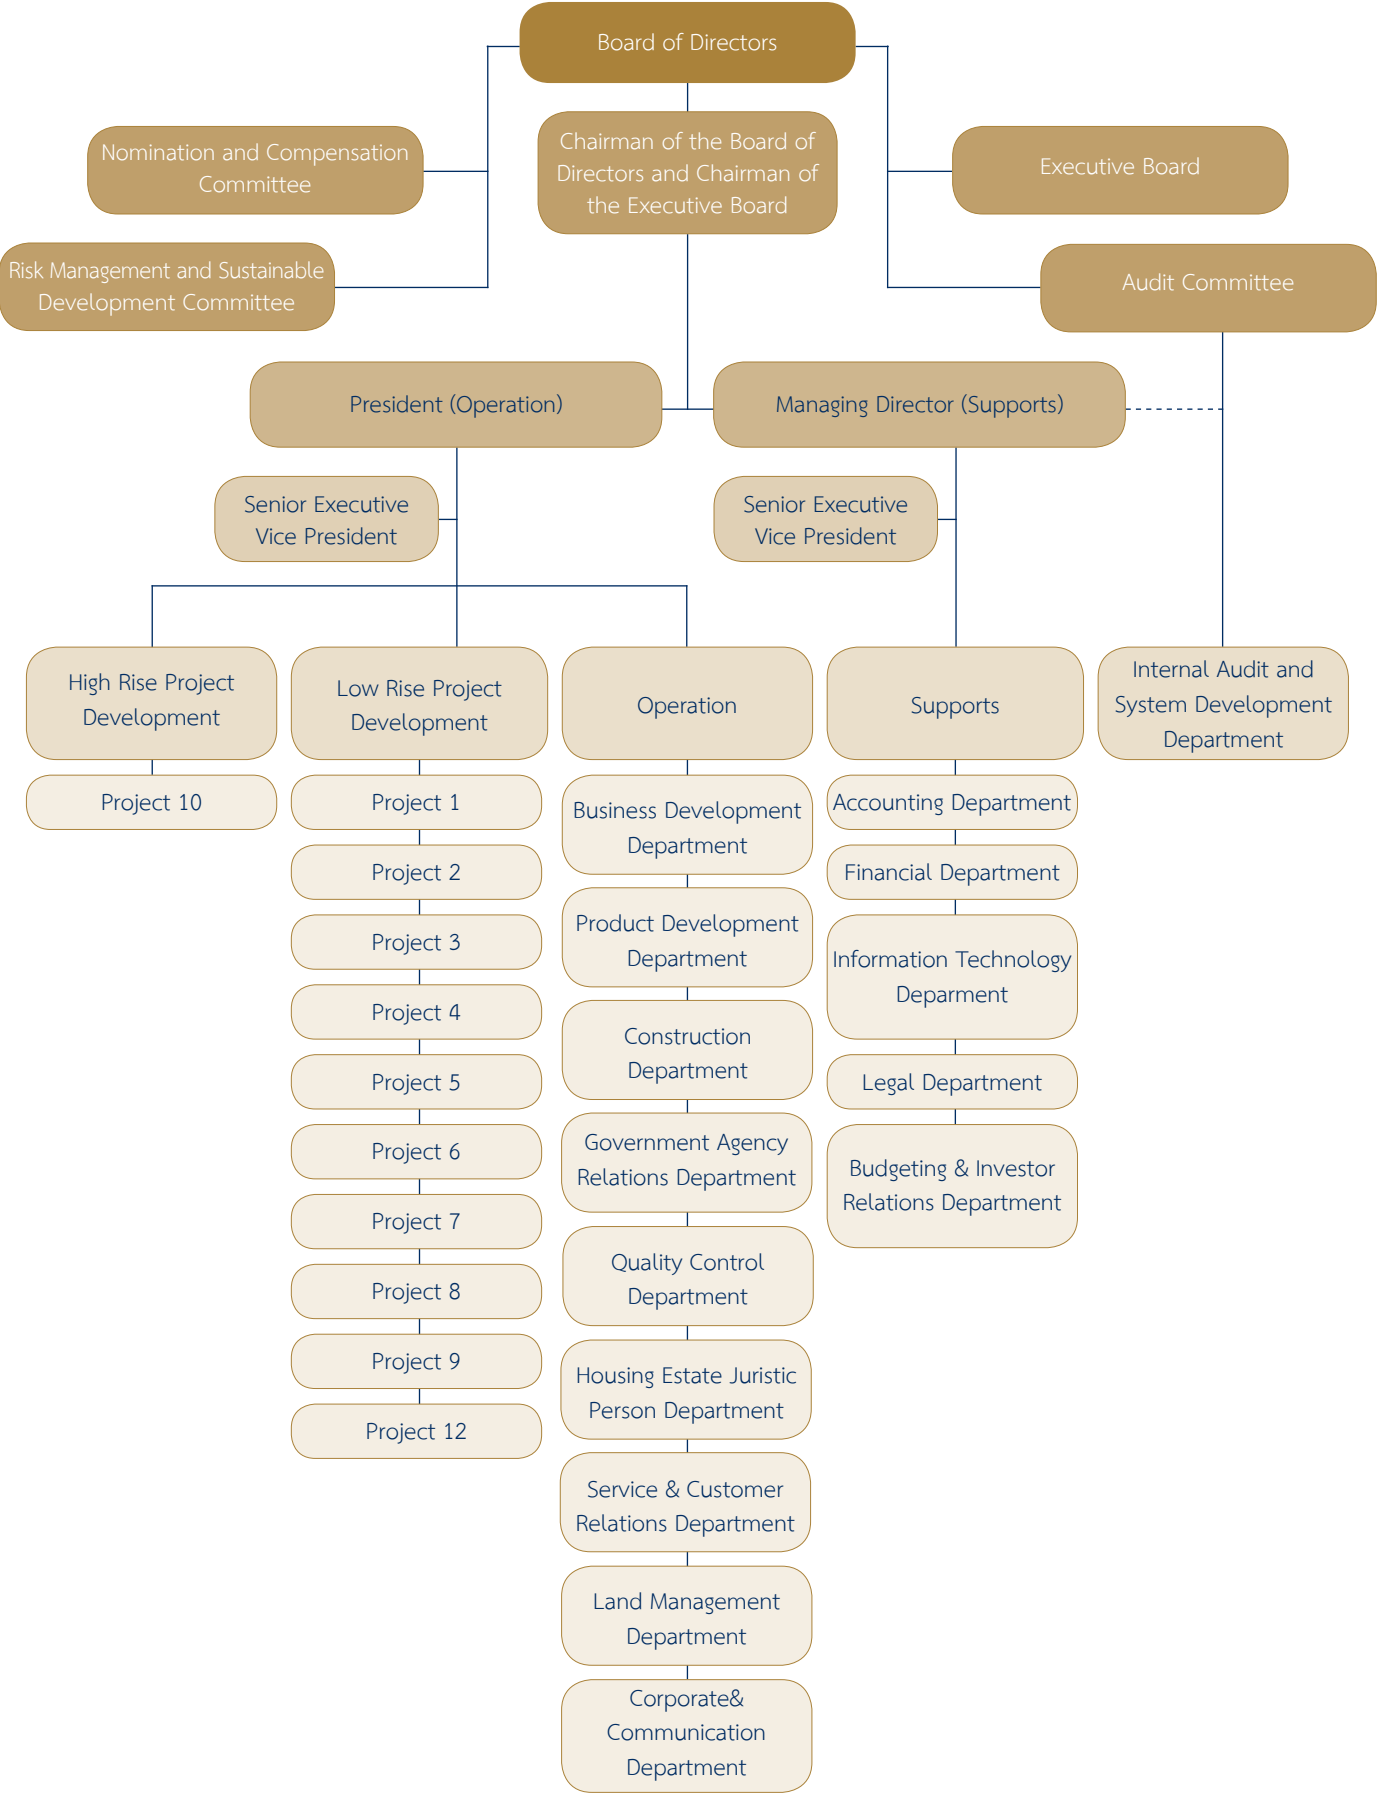 Board of Directors
Nomination and Compensation
Committee
Chairman of the Board of
Directors and Chairman of
the Executive Board
Executive Board
Risk Management and Sustainable
Development Committee
Audit Committee
President (Operation)
Managing Director (Supports)
Senior Executive
Vice President
Senior Executive
Vice President
High Rise Project
Development
Low Rise Project
Development
Operation
Supports
Internal Audit and
System Development
Department
Project 10
Project 1
Project 2
Project 3
Project 4
Project 5
Project 6
Project 7
Project 8
Project 9
Project 12
Business Development
Department
Product Development
Department
Construction
Department
Government Agency
Relations Department
Quality Control
Department
Housing Estate Juristic
Person Department
Service & Customer
Relations Department
Land Management
Department
Corporate&
Communication
Department
Accounting Department
Financial Department
Information Technology
Deparment
Legal Department
Budgeting & Investor
Relations Department